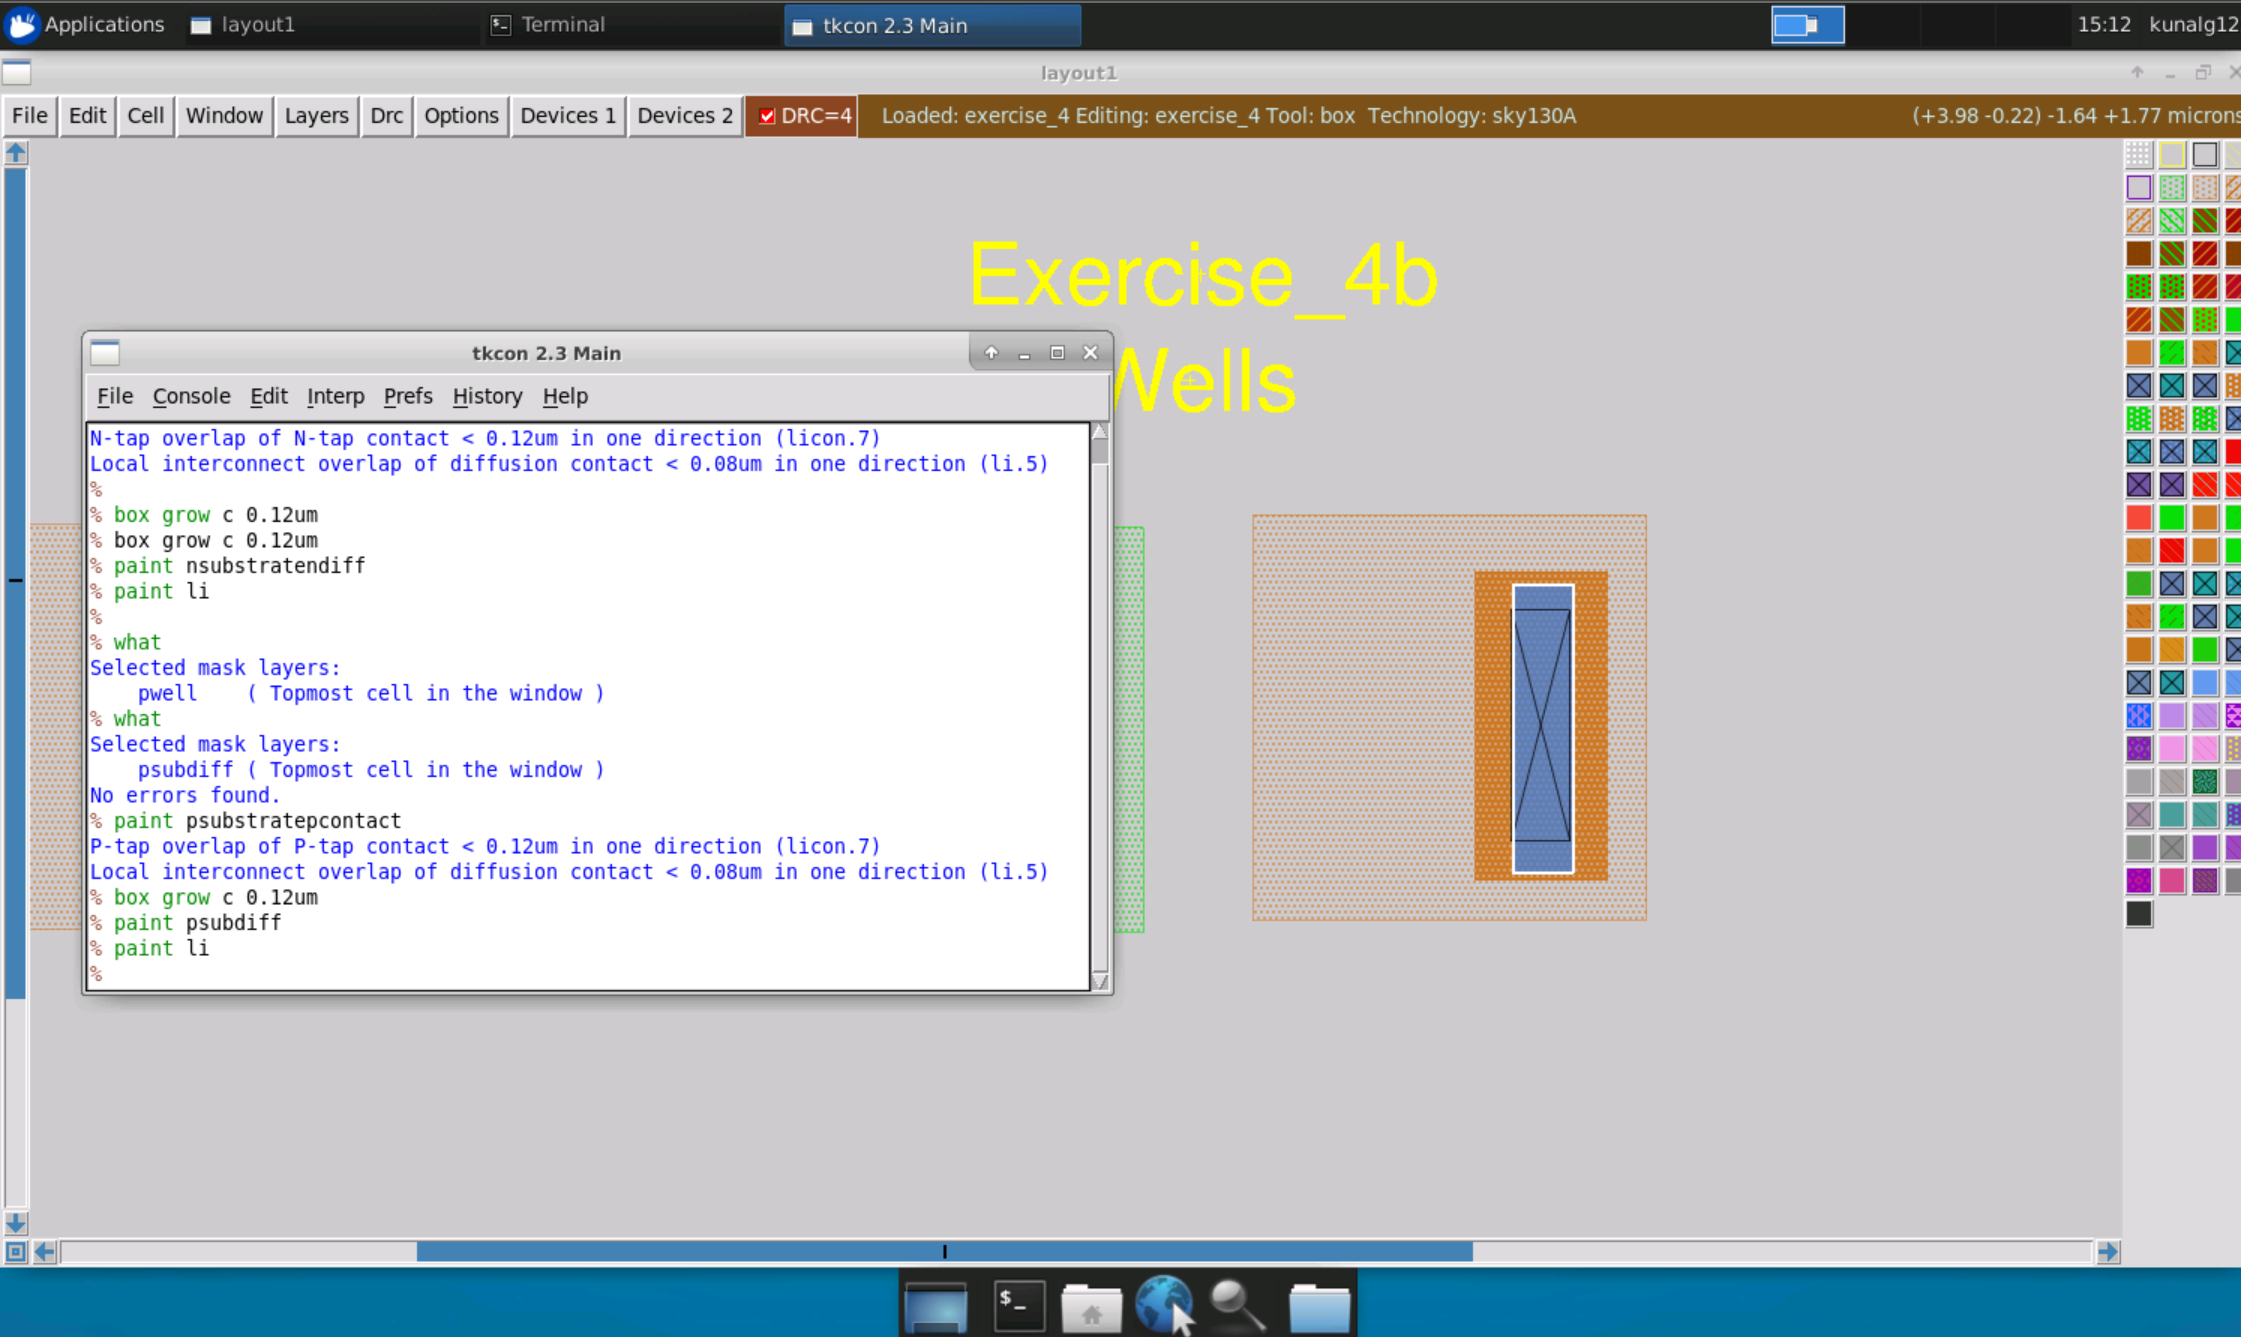 Applications layout1 Terminal tkcon 2.3 Main 15:12 kunalg12
layout1
File Edit Cell Window Layers Drc Options Devices 1 Devices 2 DRC=4 Loaded: exercise_4 Editing: exercise_4 Tool: box Technology: sky130A (+3.98 -0.22) -1.64 +1.77 microns
Exercise_4b
Wells
tkcon 2.3 Main
File Console Edit Interp Prefs History Help
N-tap overlap of N-tap contact < 0.12um in one direction (licon.7)
Local interconnect overlap of diffusion contact < 0.08um in one direction (li.5)
%
% box grow c 0.12um
% box grow c 0.12um
% paint nsubstratendiff
% paint li
%
% what
Selected mask layers:
pwell ( Topmost cell in the window )
% what
Selected mask layers:
psubdiff ( Topmost cell in the window )
No errors found.
% paint psubstratepcontact
P-tap overlap of P-tap contact < 0.12um in one direction (licon.7)
Local interconnect overlap of diffusion contact < 0.08um in one direction (li.5)
% box grow c 0.12um
% paint psubdiff
% paint li
%
$_